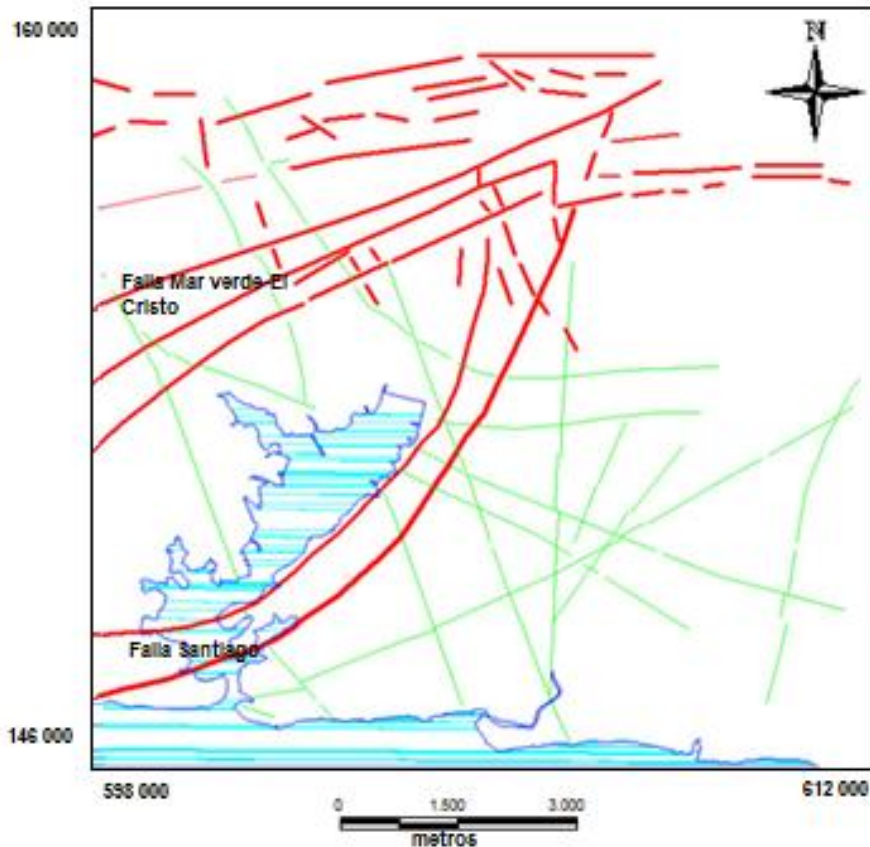 160 000
N
Falla Mar verde-El
Cristo
Falla Santiago
146 000
598 000
612 000
0 1.500 3.000
metros